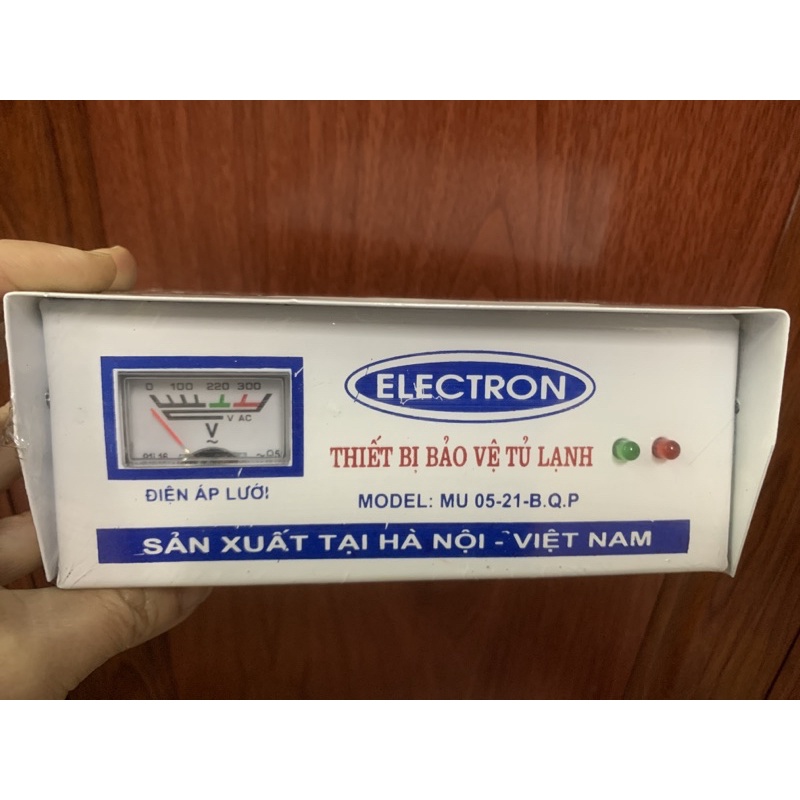 0 100 220 300
V AC
V
~
ELECTRON
THIẾT BỊ BẢO VỆ TỦ LẠNH
ĐIỆN ÁP LƯỚI
MODEL: MU 05-21-B.Q.P
SẢN XUẤT TẠI HÀ NỘI - VIỆT NAM